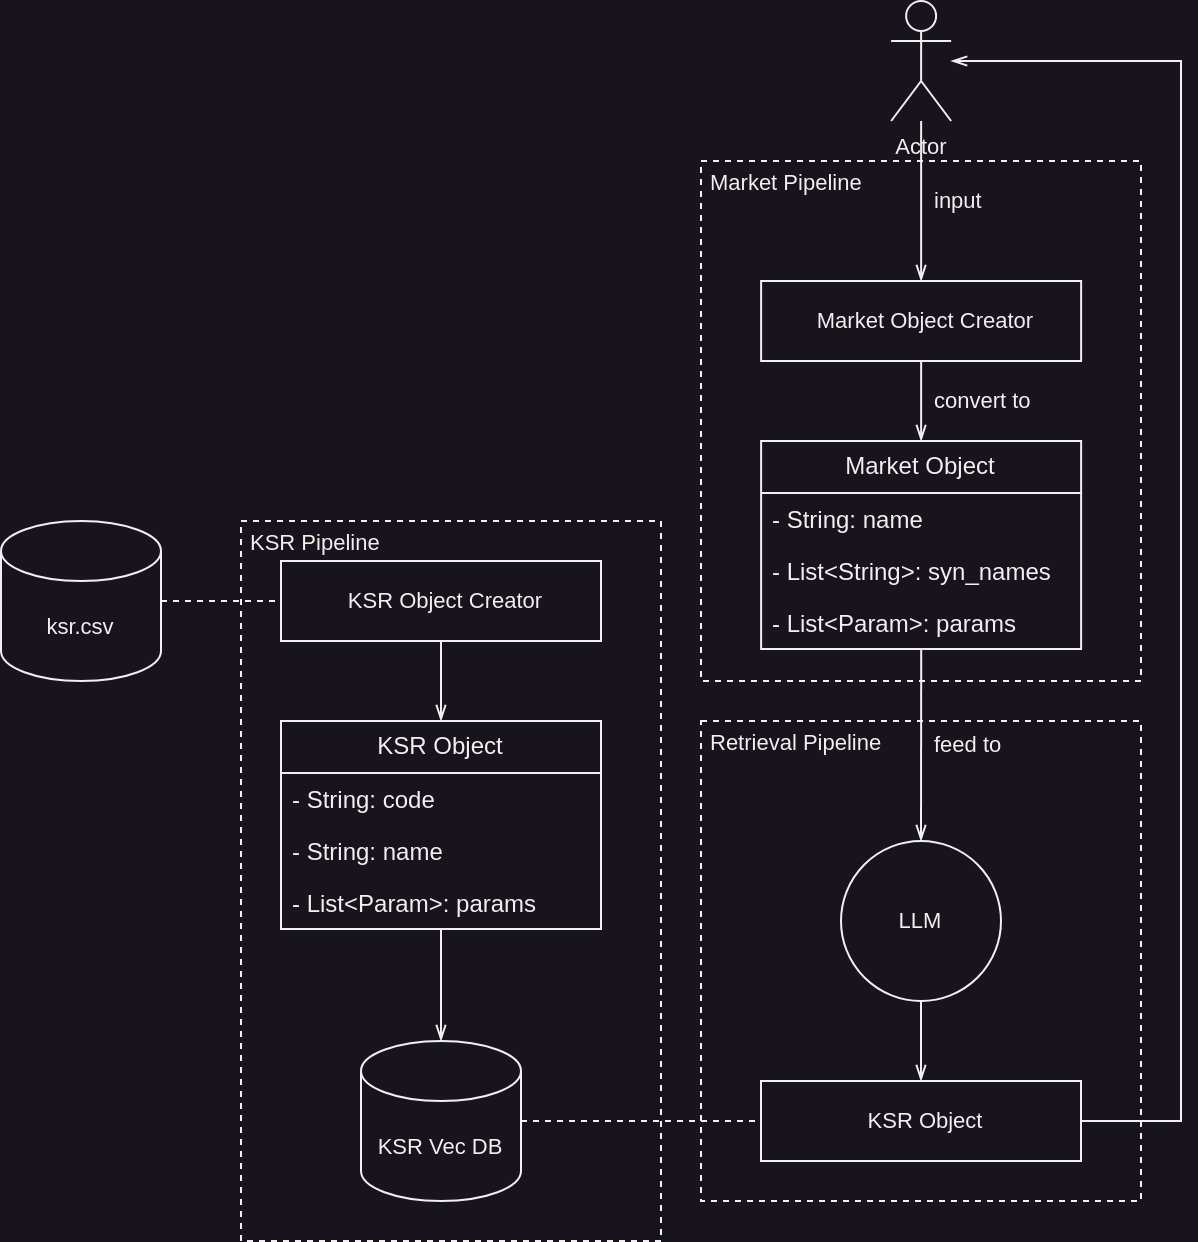 Actor
Market Pipeline
input
Market Object Creator
convert to
Market Object
- String: name
- List<String>: syn_names
- List<Param>: params
ksr.csv
KSR Pipeline
KSR Object Creator
KSR Object
- String: code
- String: name
- List<Param>: params
KSR Vec DB
Retrieval Pipeline
feed to
LLM
KSR Object